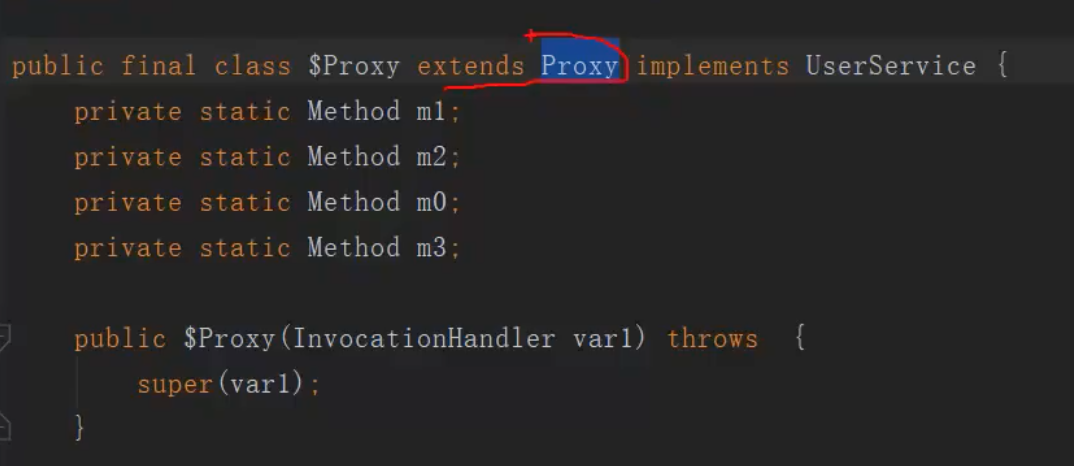 public final class $Proxy extends Proxy implements UserService {
private static Method m1;
private static Method m2;
private static Method m0;
private static Method m3;
public $Proxy(InvocationHandler var1) throws  {
super(var1);
}